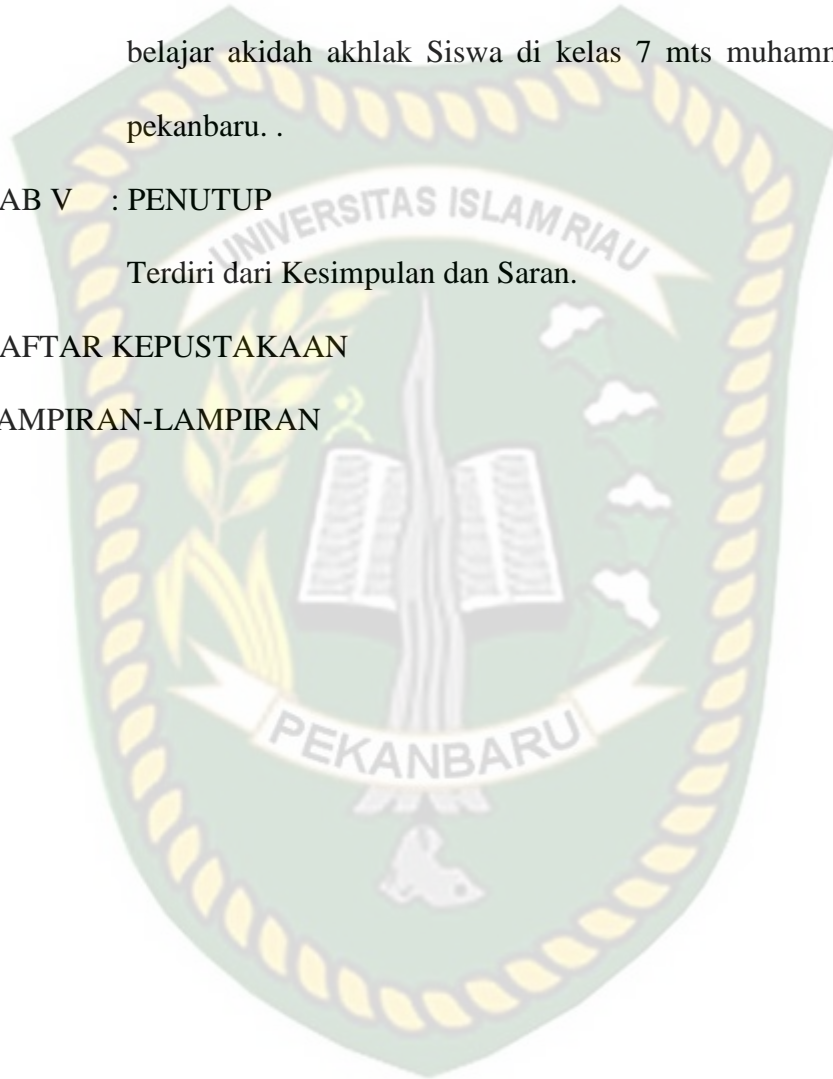 belajar akidah akhlak Siswa di kelas 7 mts muhamm
pekanbaru. .
AB V : PENUTUP
UNIVERSITAS ISLAM RIAU
Terdiri dari Kesimpulan dan Saran.
AFTAR KEPUSTAKAAN
AMPIRAN-LAMPIRAN
PEKANBARU